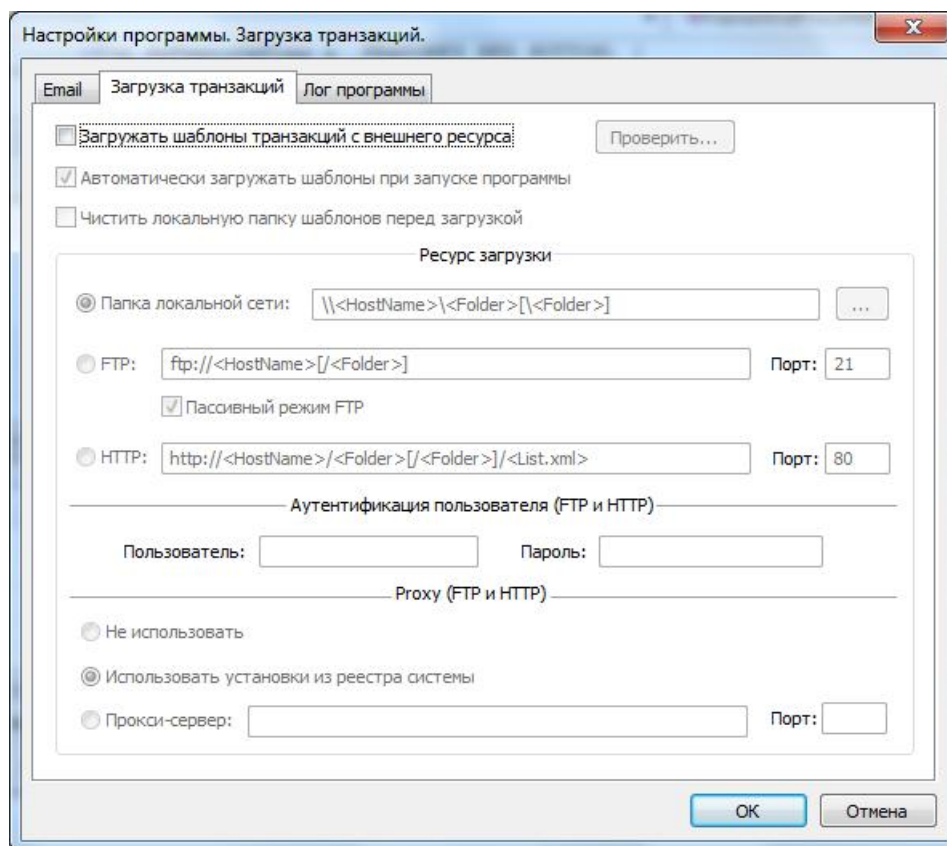 Настройки программы. Загрузка транзакций.
Email Загрузка транзакций Лог программы
Загружать шаблоны транзакций с внешнего ресурса Проверить...
Автоматически загружать шаблоны при запуске программы
Чистить локальную папку шаблонов перед загрузкой
Ресурс загрузки
Папка локальной сети: \\<HostName>\<Folder>[\<Folder>] ...
FTP: ftp://<HostName>[/<Folder>] Порт: 21
Пассивный режим FTP
HTTP: http://<HostName>/<Folder>[/<Folder>]/<List.xml> Порт: 80
Аутентификация пользователя (FTP и HTTP)
Пользователь: Пароль:
Proxy (FTP и HTTP)
Не использовать
Использовать установки из реестра системы
Прокси-сервер: Порт:
OK Отмена